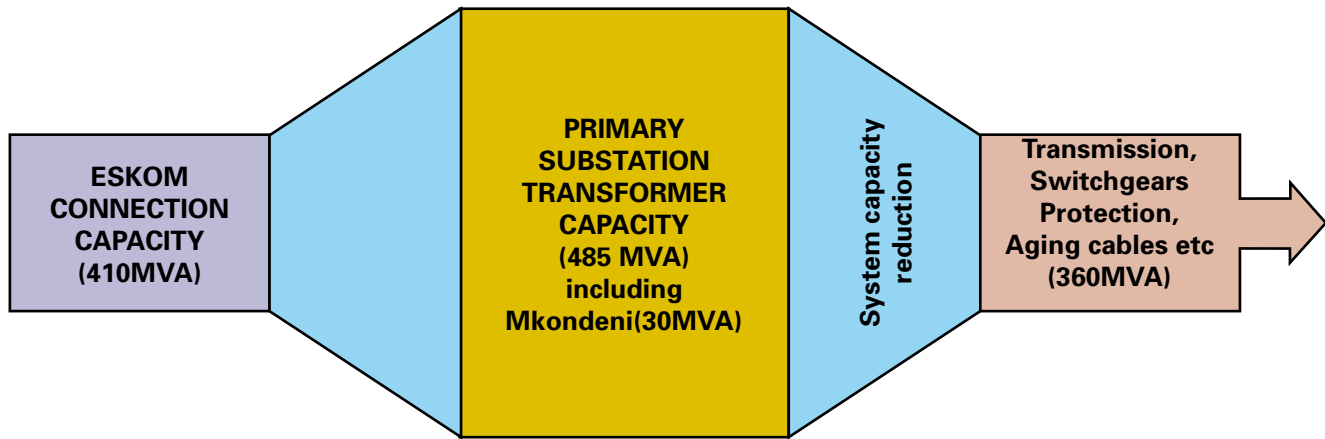 ESKOM
CONNECTION
CAPACITY
(410MVA)
PRIMARY
SUBSTATION
TRANSFORMER
CAPACITY
(485 MVA)
including
Mkondeni(30MVA)
System capacity
reduction
Transmission,
Switchgears
Protection,
Aging cables etc
(360MVA)